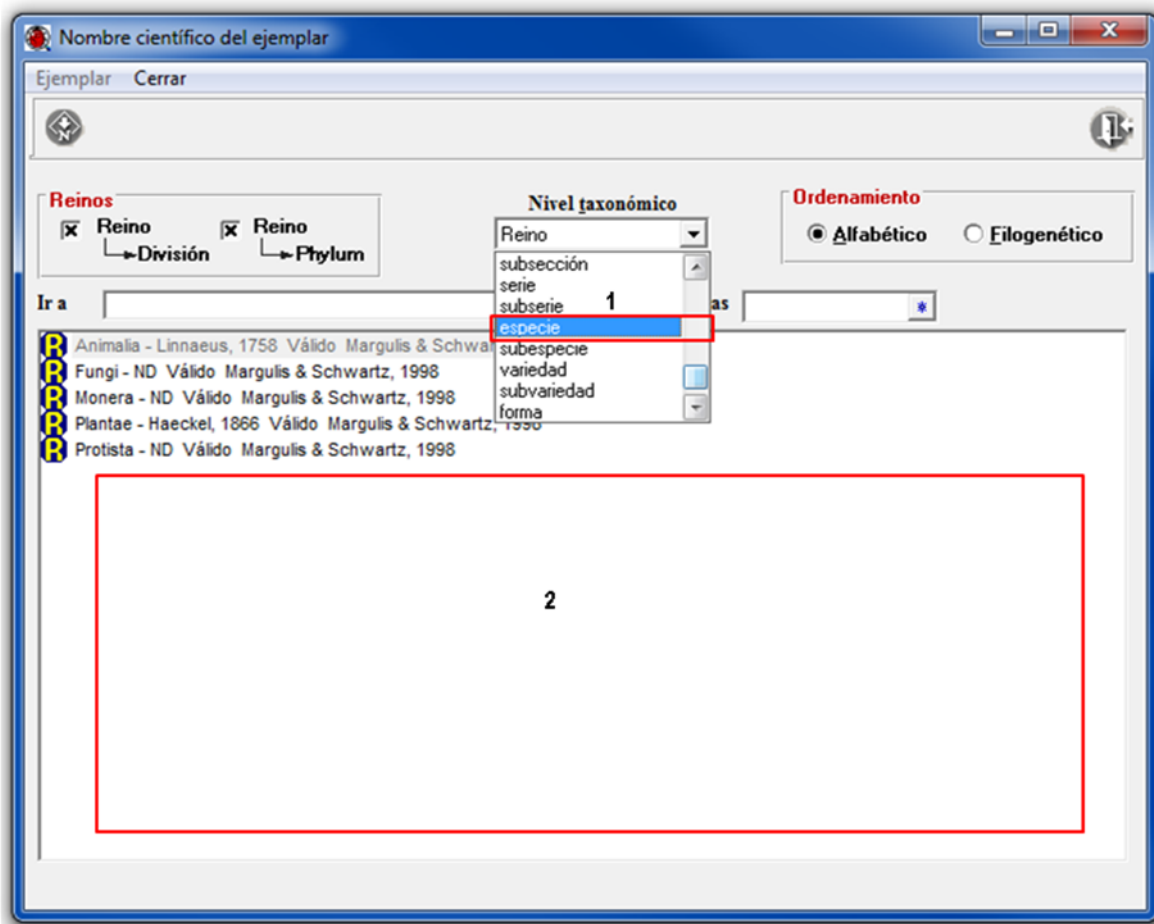 Nombre científico del ejemplar
Ejemplar Cerrar
N
Reinos
Reino
División
Reino
Phylum
Nivel taxonómico
Reino
Ordenamiento
Alfabético Filogenético
subsección
serie
subserie
especie
subespecie
variedad
subvariedad
forma
1
Ir a
as
*
R Animalia - Linnaeus, 1758 Válido Margulis &
R Fungi - ND Válido Margulis & Schwartz, 1998
R Monera - ND Válido Margulis & Schwartz, 1998
R Plantae - Haeckel, 1866 Válido Margulis & Schwartz, 1998
R Protista - ND Válido Margulis & Schwartz, 1998
2